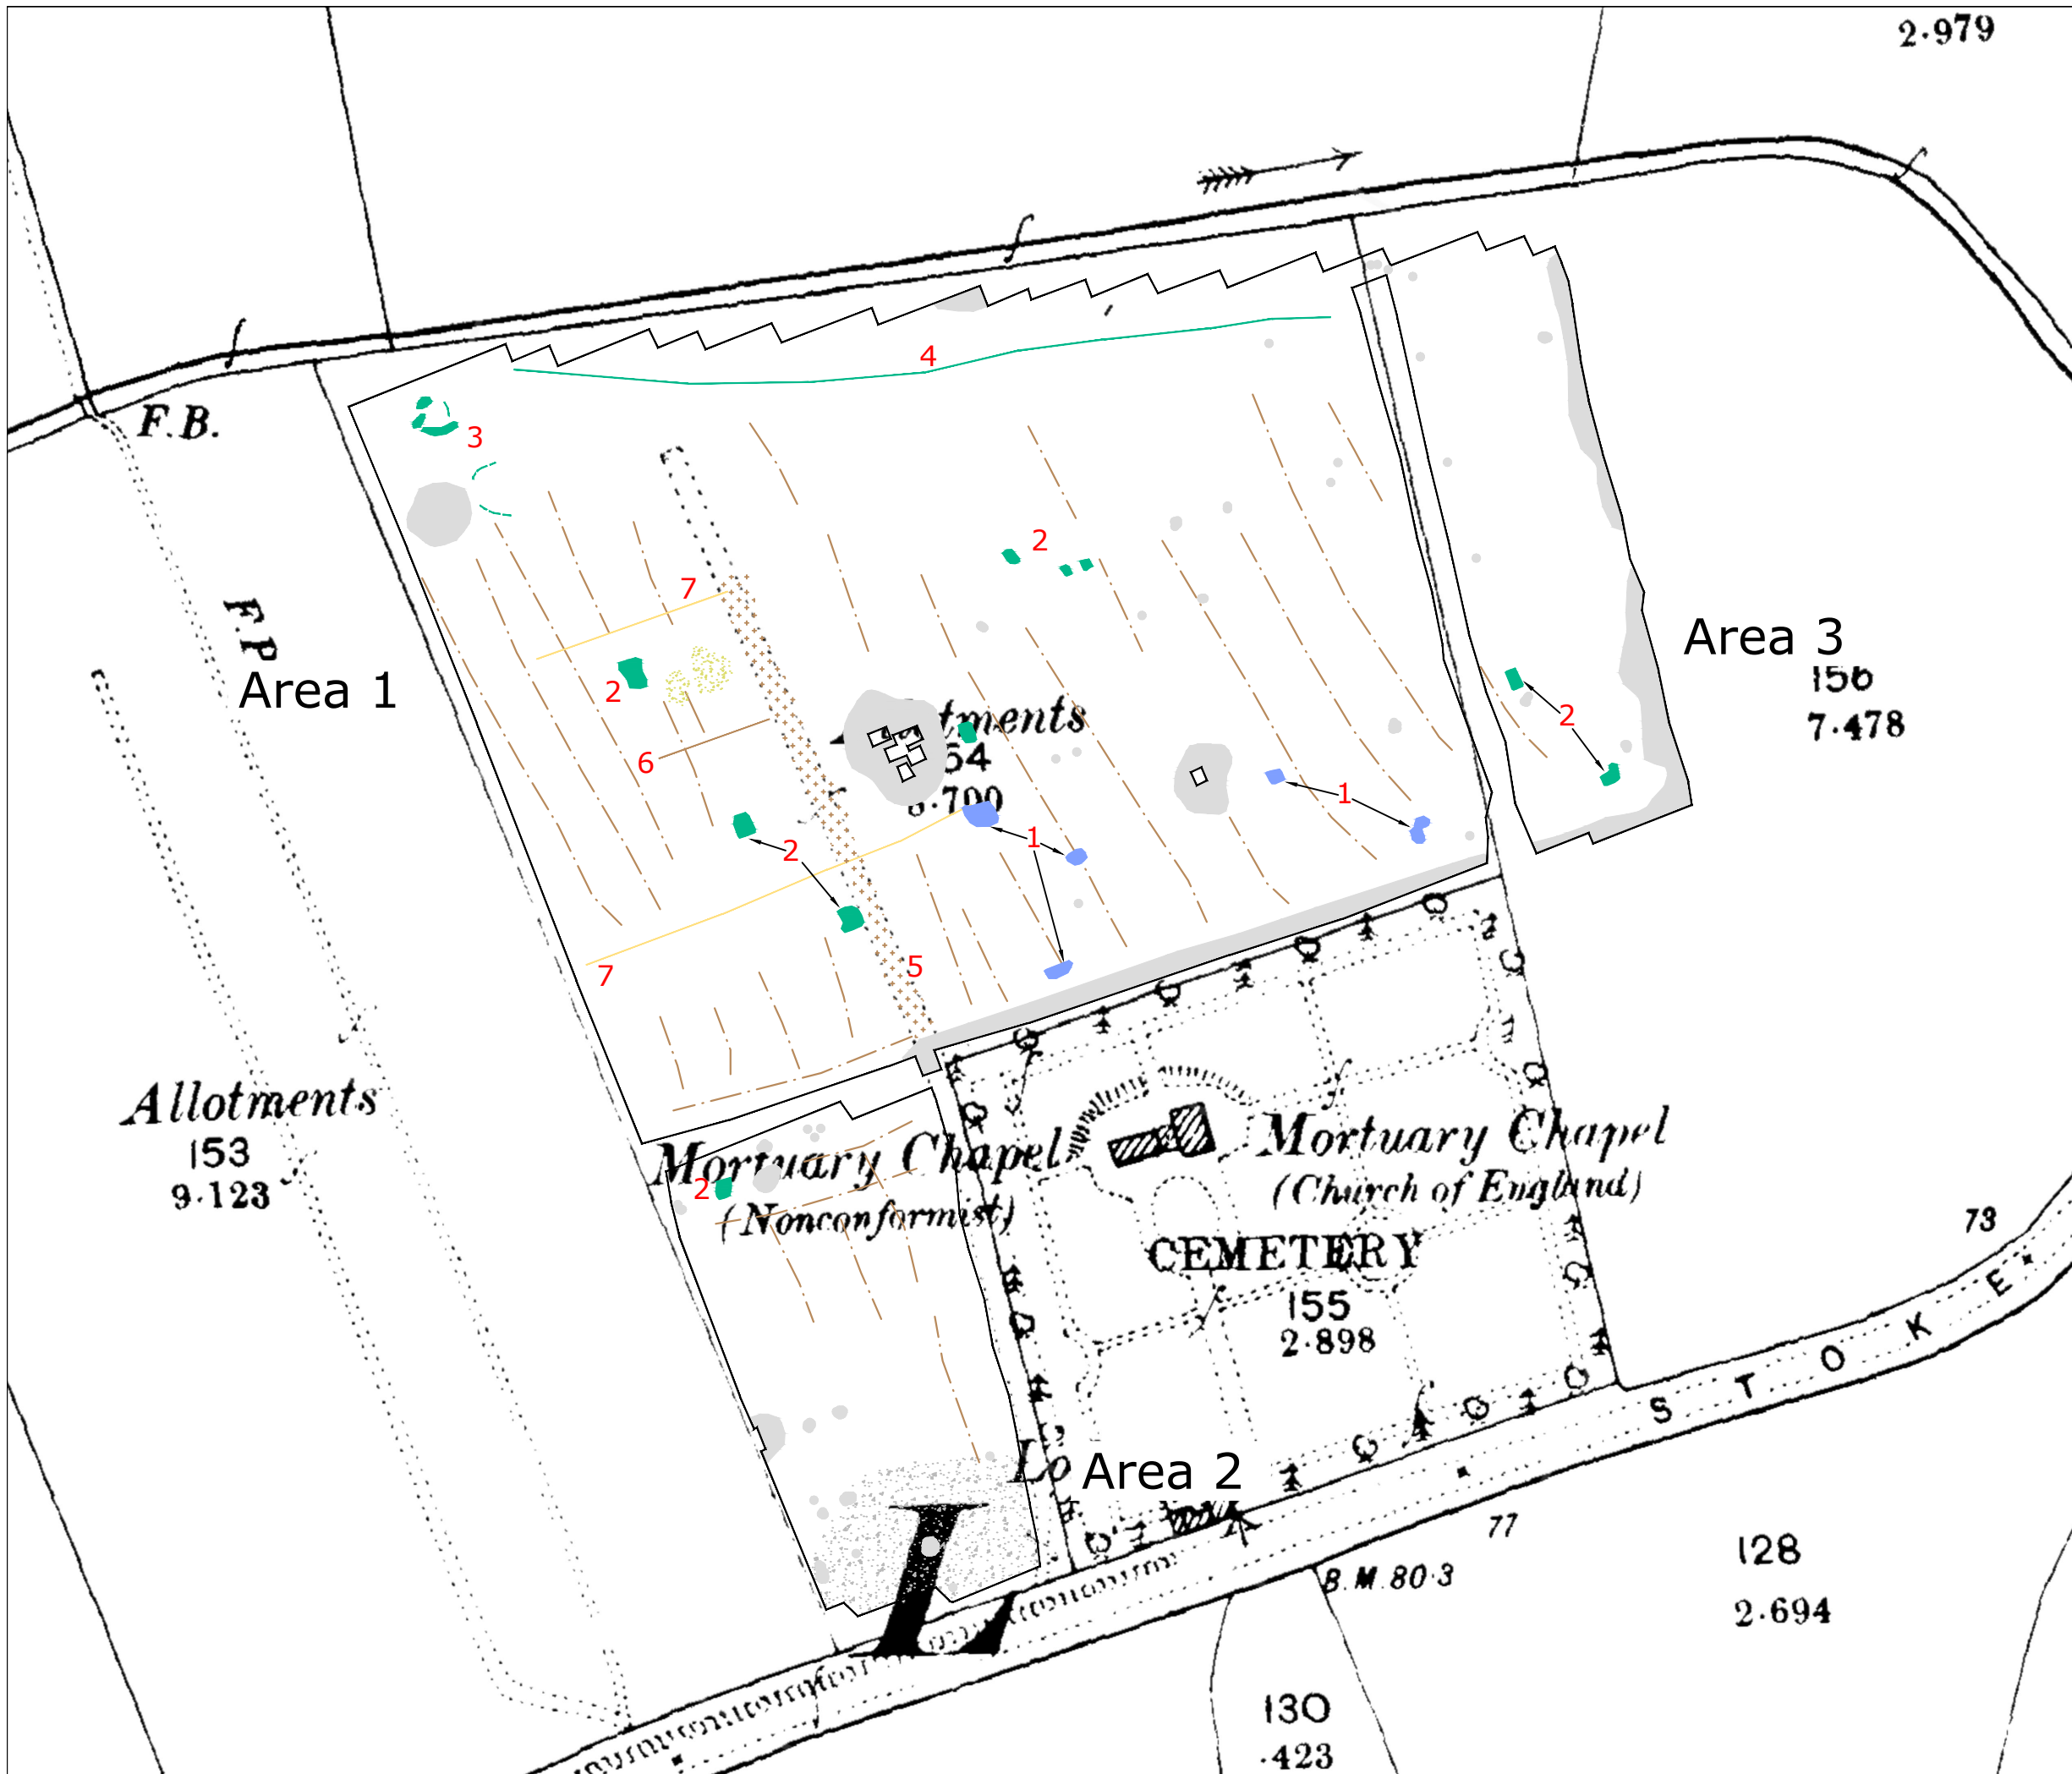 2·979
4
F.B.
3
2
7
F.P
Area 3
Area 1
156
7·478
2
2
tments
54
6
1
1
2
5
7
Allotments
153
9·123
Mortuary Chapel
(Nonconformist)
2
Mortuary Chapel
(Church of England)
CEMETERY
155
2·898
73
STOKE
Area 2
Lo
L
77
B.M. 80·3
128
2·694
130
·423